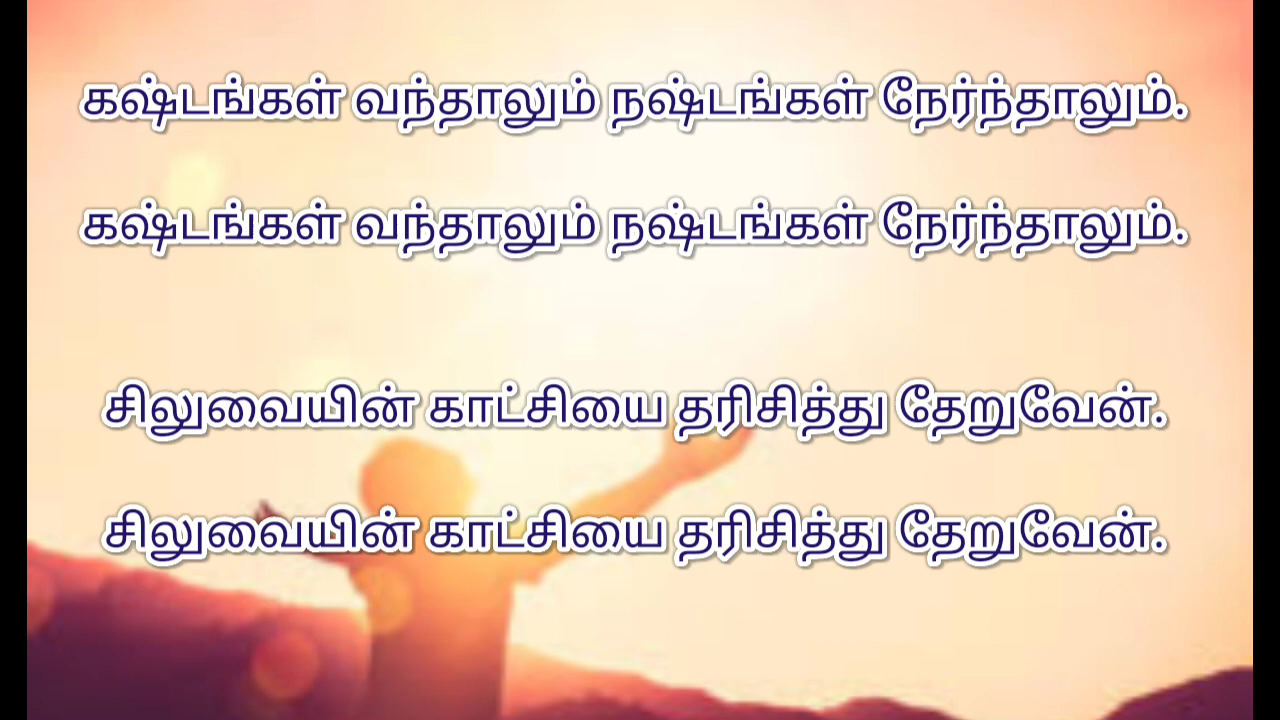 கஷ்டங்கள் வந்தாலும் நஷ்டங்கள் நேர்ந்தாலும்.
கஷ்டங்கள் வந்தாலும் நஷ்டங்கள் நேர்ந்தாலும்.
சிலுவையின் காட்சியை தரிசித்து தேறுவேன்.
சிலுவையின் காட்சியை தரிசித்து தேறுவேன்.